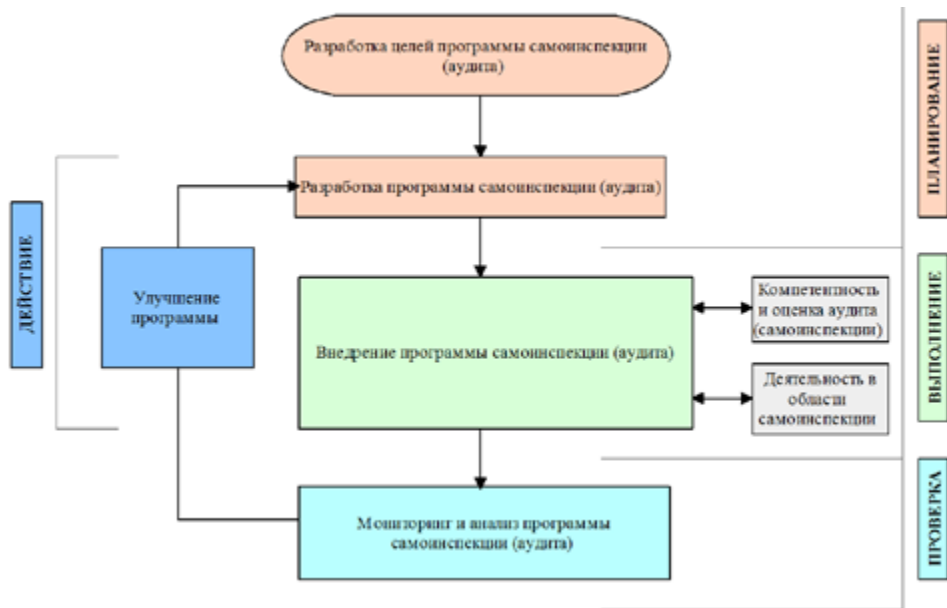 Разработка целей программы самоинспекции
(аудита)
ПЛАНИРОВАНИЕ
Разработка программы самоинспекции (аудита)
ДЕЙСТВИЕ
Улучшение
программы
Внедрение программы самоинспекции (аудита)
Компетентность
и оценка аудита
(самоинспекции)
Деятельность в
области
самоинспекции
ВЫПОЛНЕНИЕ
Мониторинг и анализ программы
самоинспекции (аудита)
ПРОВЕРКА